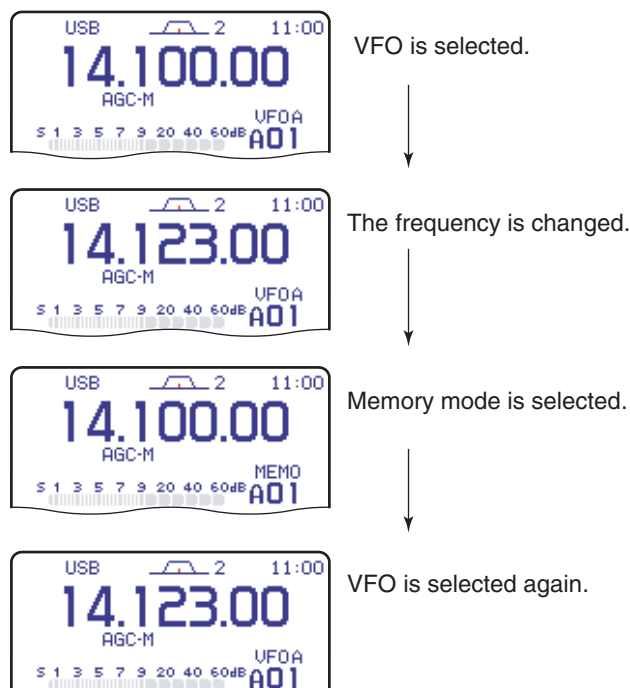 USB 2 11:00
14.100.00
AGC-M
VFOA
S 1 3 5 7 9 20 40 60dB A01
VFO is selected.
USB 2 11:00
14.123.00
AGC-M
VFOA
S 1 3 5 7 9 20 40 60dB A01
The frequency is changed.
USB 2 11:00
14.100.00
AGC-M
MEMO
S 1 3 5 7 9 20 40 60dB A01
Memory mode is selected.
USB 2 11:00
14.123.00
AGC-M
VFOA
S 1 3 5 7 9 20 40 60dB A01
VFO is selected again.